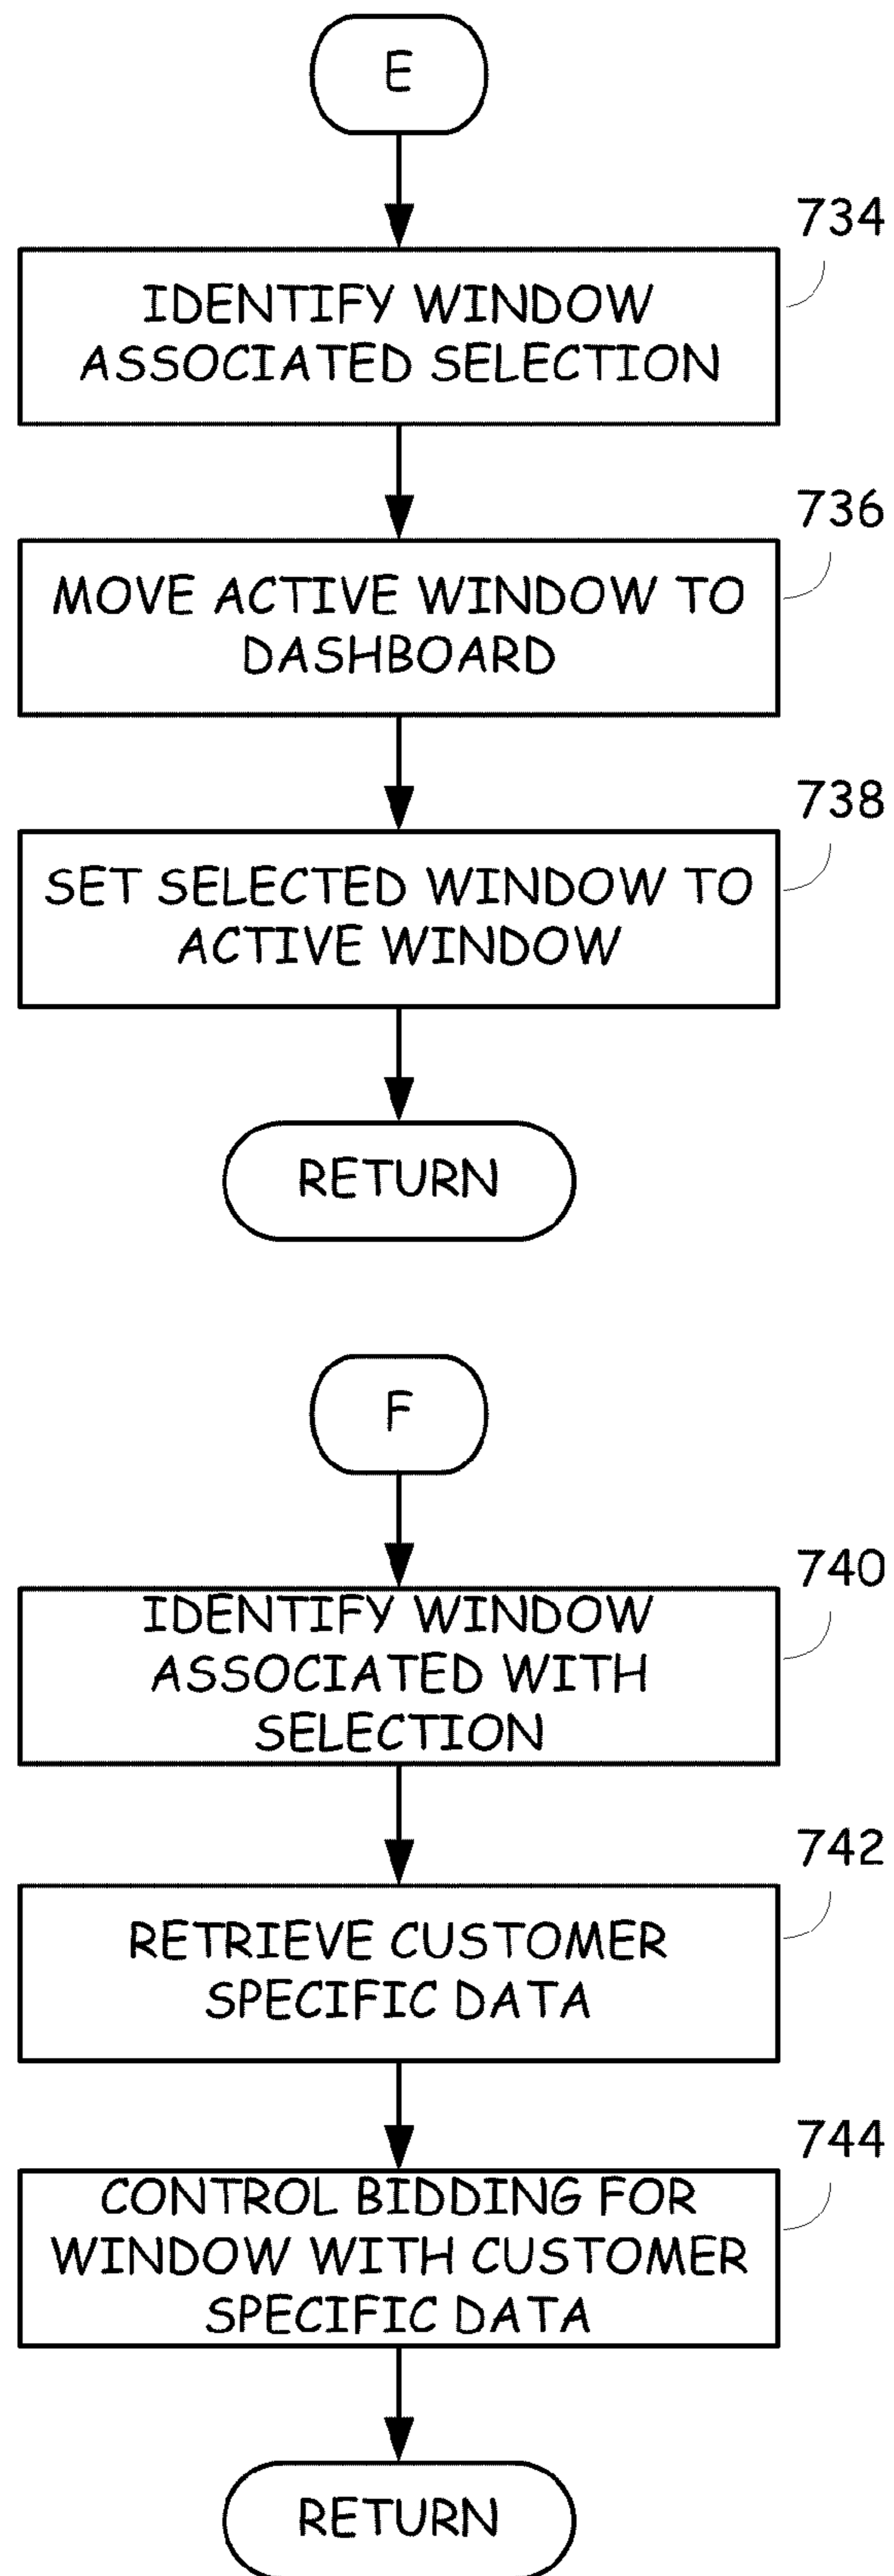 E
734
IDENTIFY WINDOW
ASSOCIATED SELECTION
736
MOVE ACTIVE WINDOW TO
DASHBOARD
738
SET SELECTED WINDOW TO
ACTIVE WINDOW
RETURN
F
740
IDENTIFY WINDOW
ASSOCIATED WITH
SELECTION
742
RETRIEVE CUSTOMER
SPECIFIC DATA
744
CONTROL BIDDING FOR
WINDOW WITH CUSTOMER
SPECIFIC DATA
RETURN